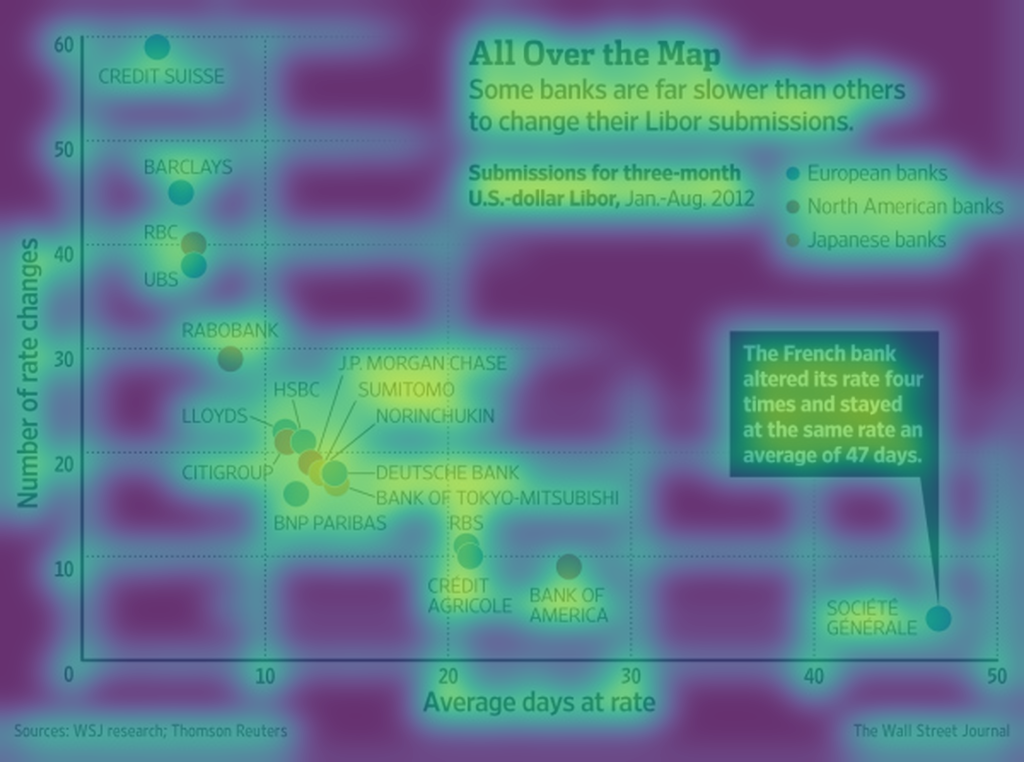 All Over the Map
Some banks are far slower than others
to change their Libor submissions.
Submissions for three-month
U.S.-dollar Libor, Jan.-Aug. 2012
European banks
North American banks
Japanese banks
Number of rate changes
60
50
40
30
20
10
0
CREDIT SUISSE
BARCLAYS
RBC
UBS
RABOBANK
J.P. MORGAN CHASE
HSBC
SUMITOMO
LLOYDS
NORINCHUKIN
CITIGROUP
DEUTSCHE BANK
BANK OF TOKYO-MITSUBISHI
BNP PARIBAS
RBS
CRÉDIT
AGRICOLE
BANK OF
AMERICA
The French bank
altered its rate four
times and stayed
at the same rate an
average of 47 days.
SOCIÉTÉ
GÉNÉRALE
10
20
30
40
50
Average days at rate
Sources: WSJ research; Thomson Reuters
The Wall Street Journal